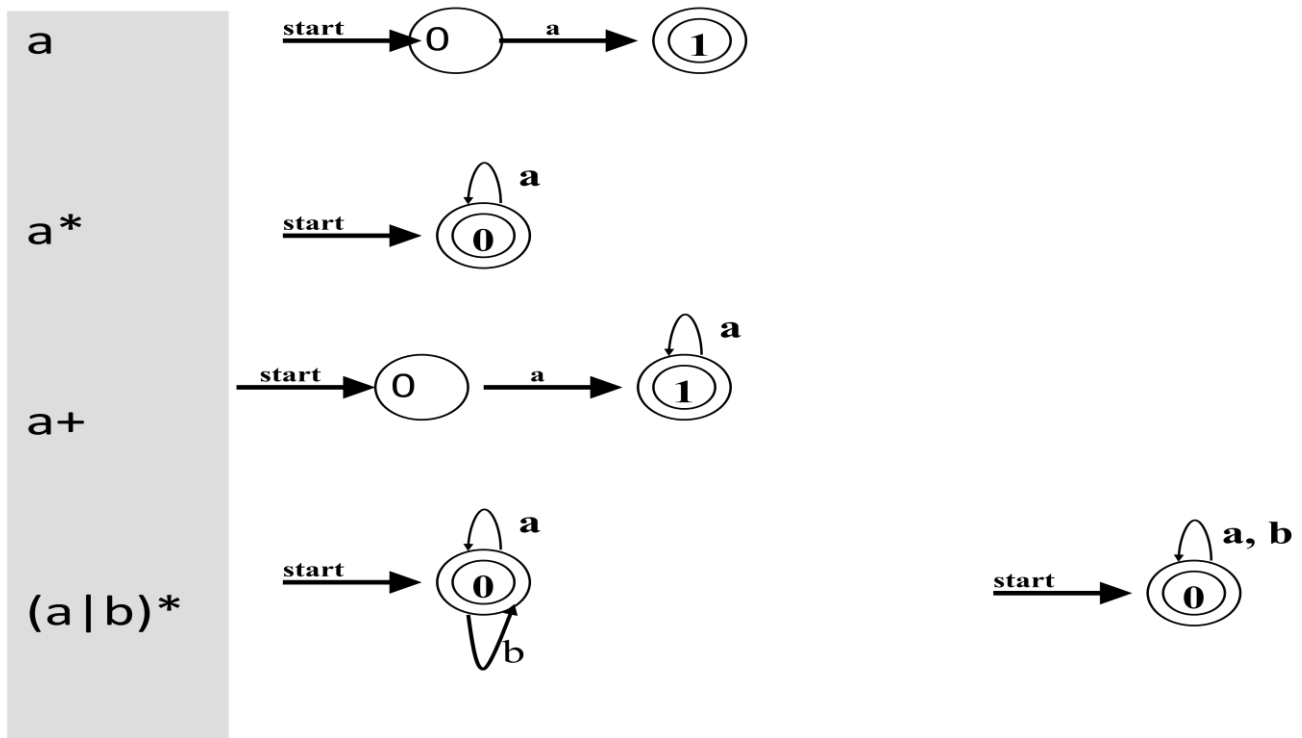 a start 0 a 1
a
a* start 0
a
start 0 a 1
a+
a a, b
(a|b)* start 0 start 0
b